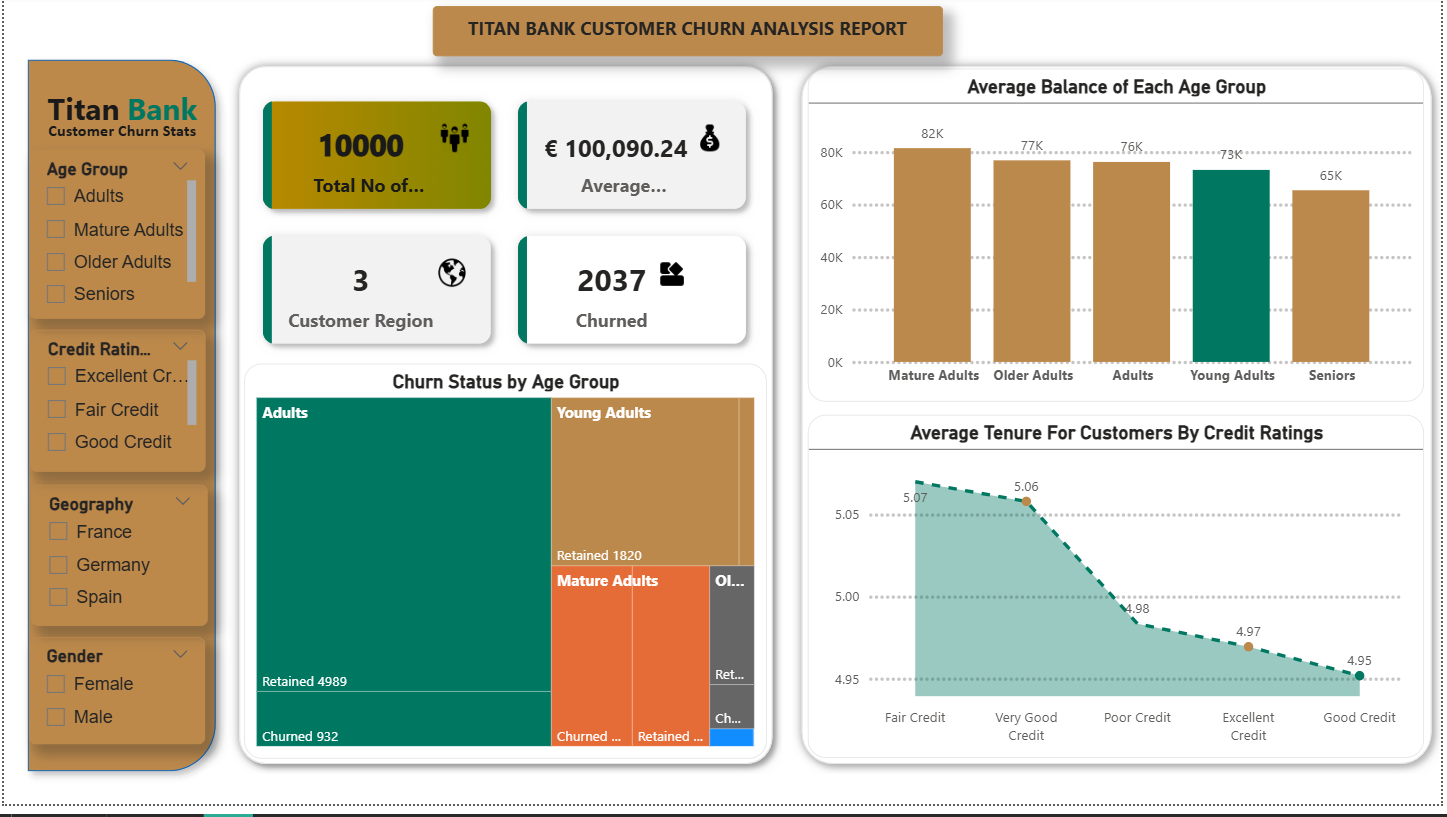 TITAN BANK CUSTOMER CHURN ANALYSIS REPORT
Titan Bank
Customer Churn Stats
Age Group
Adults
Mature Adults
Older Adults
Seniors
Credit Ratin...
Excellent Cr...
Fair Credit
Good Credit
Geography
France
Germany
Spain
Gender
Female
Male
10000
Total No of...
€ 100,090.24
Average...
3
Customer Region
2037
Churned
Churn Status by Age Group
Adults
Retained 4989
Churned 932
Young Adults
Retained 1820
Mature Adults
Churned ...
Retained ...
Ol...
Ret...
Ch...
Average Balance of Each Age Group
80K
60K
40K
20K
0K
82K
77K
76K
73K
65K
Mature Adults
Older Adults
Adults
Young Adults
Seniors
Average Tenure For Customers By Credit Ratings
5.05
5.00
4.95
5.07
5.06
4.98
4.97
4.95
Fair Credit
Very Good
Credit
Poor Credit
Excellent
Credit
Good Credit